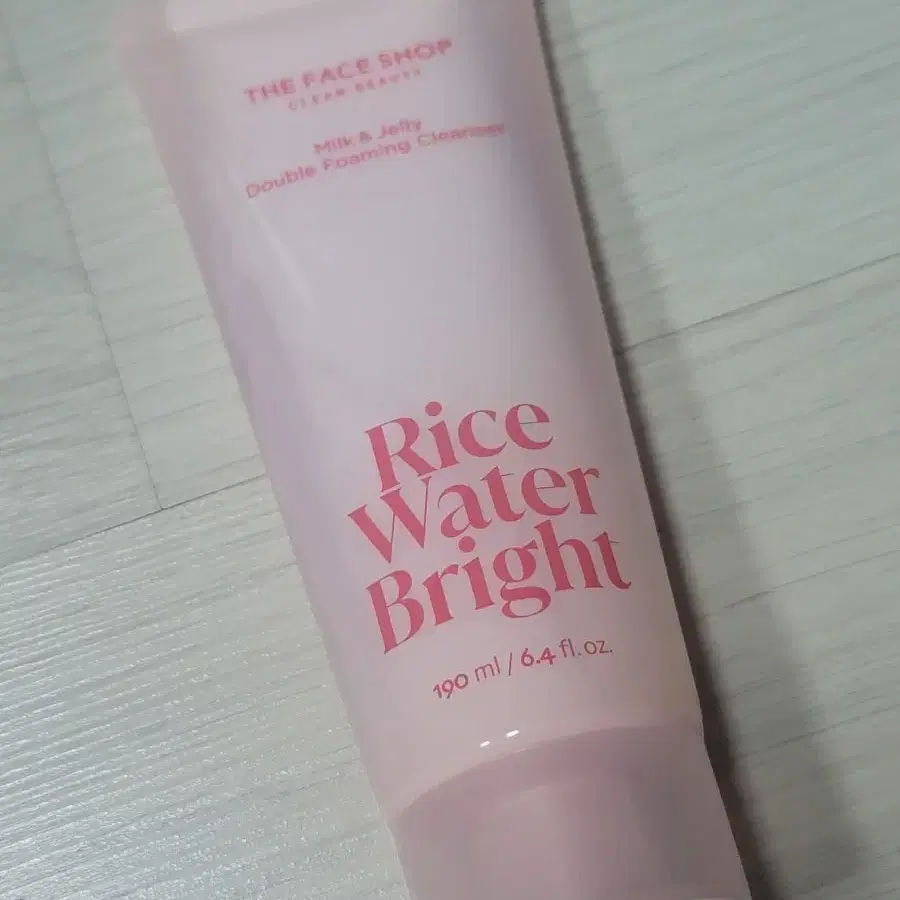 THE FACE SHOP
CLEAN BEAUTY
Milk & Jelly
Double Foaming Cleanser
Rice
Water
Bright
190 ml / 6.4 fl. oz.